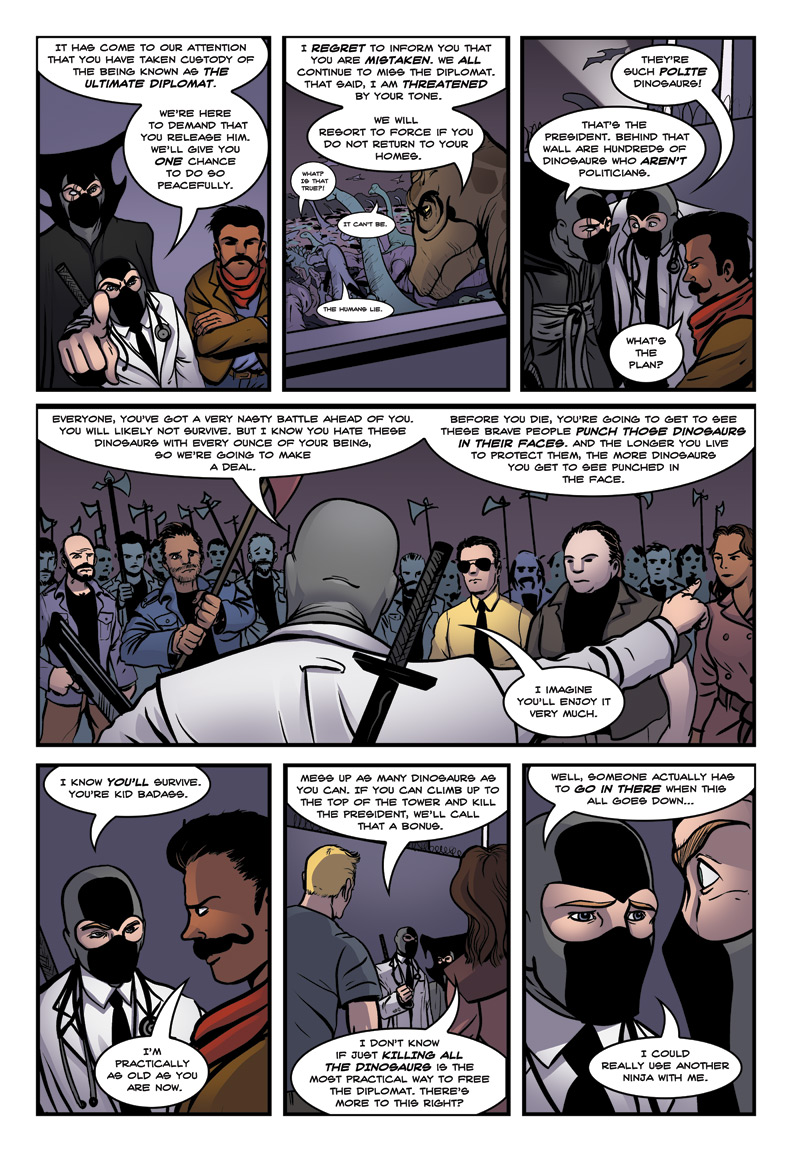 IT HAS COME TO OUR ATTENTION
THAT YOU HAVE TAKEN CUSTODY OF
THE BEING KNOWN AS THE
ULTIMATE DIPLOMAT.
WE'RE HERE
TO DEMAND THAT
YOU RELEASE HIM.
WE'LL GIVE YOU
ONE CHANCE
TO DO SO
PEACEFULLY.
I REGRET TO INFORM YOU THAT
YOU ARE MISTAKEN. WE ALL
CONTINUE TO MISS THE DIPLOMAT.
THAT SAID, I AM THREATENED
BY YOUR TONE.
WE WILL
RESORT TO FORCE IF YOU
DO NOT RETURN TO YOUR
HOMES.
WHAT?
IS THAT
TRUE?!
IT CAN'T BE.
THE HUMANS LIE.
THEY'RE
SUCH POLITE
DINOSAURS!
THAT'S THE
PRESIDENT. BEHIND THAT
WALL ARE HUNDREDS OF
DINOSAURS WHO AREN'T
POLITICIANS.
WHAT'S
THE
PLAN?
EVERYONE, YOU'VE GOT A VERY NASTY BATTLE AHEAD OF YOU.
YOU WILL LIKELY NOT SURVIVE. BUT I KNOW YOU HATE THESE
DINOSAURS WITH EVERY OUNCE OF YOUR BEING,
SO WE'RE GOING TO MAKE
A DEAL.
BEFORE YOU DIE, YOU'RE GOING TO GET TO SEE
THESE BRAVE PEOPLE PUNCH THOSE DINOSAURS
IN THEIR FACES. AND THE LONGER YOU LIVE
TO PROTECT THEM, THE MORE DINOSAURS
YOU GET TO SEE PUNCHED IN
THE FACE.
I IMAGINE
YOU'LL ENJOY IT
VERY MUCH.
I KNOW YOU'LL SURVIVE.
YOU'RE KID BADASS.
I'M
PRACTICALLY
AS OLD AS YOU
ARE NOW.
MESS UP AS MANY DINOSAURS AS
YOU CAN. IF YOU CAN CLIMB UP TO
THE TOP OF THE TOWER AND KILL
THE PRESIDENT, WE'LL CALL
THAT A BONUS.
I DON'T KNOW
IF JUST KILLING ALL
THE DINOSAURS IS THE
MOST PRACTICAL WAY TO FREE
THE DIPLOMAT. THERE'S
MORE TO THIS RIGHT?
WELL, SOMEONE ACTUALLY HAS
TO GO IN THERE WHEN THIS
ALL GOES DOWN...
I COULD
REALLY USE ANOTHER
NINJA WITH ME.